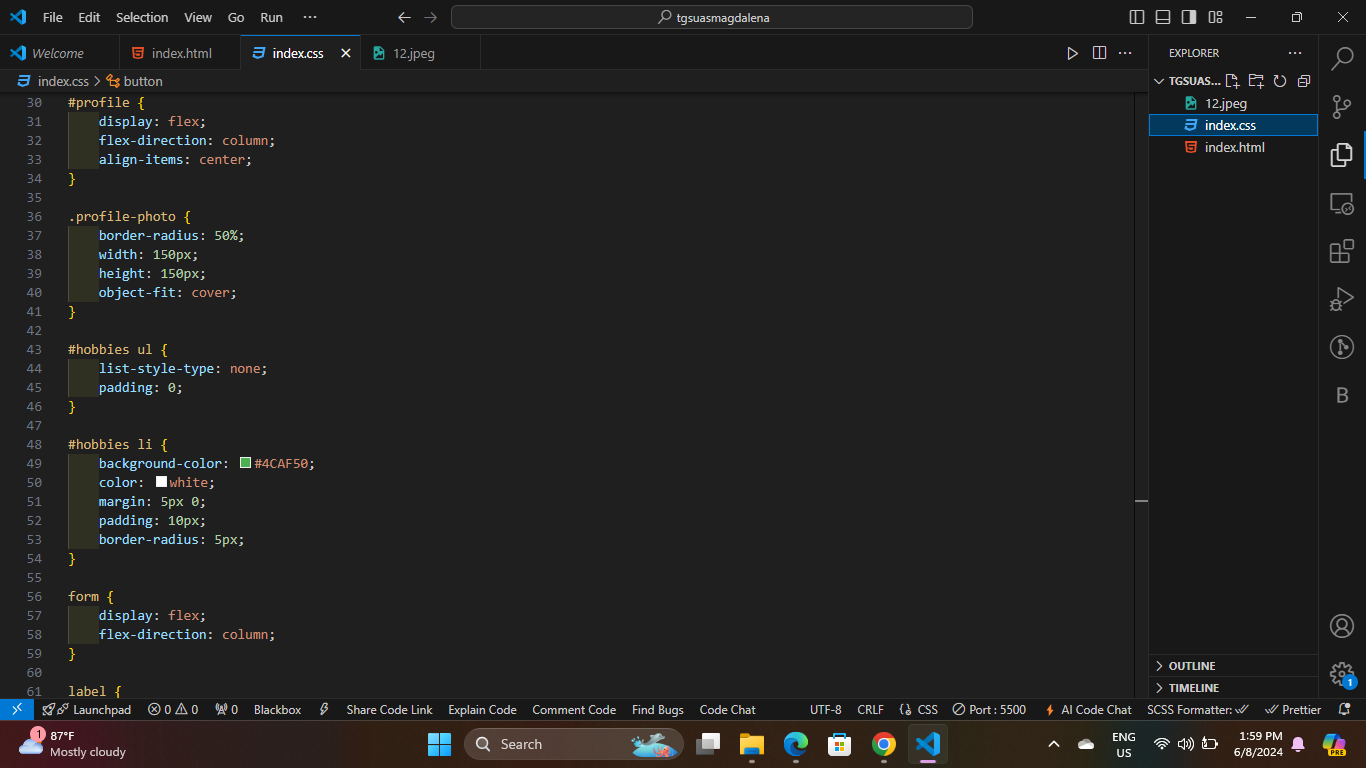 File Edit Selection View Go Run ··· tgsuasmagdalena
Welcome index.html index.css 12.jpeg
index.css > button
30 #profile {
31 display: flex;
32 flex-direction: column;
33 align-items: center;
34 }
35
36 .profile-photo {
37 border-radius: 50%;
38 width: 150px;
39 height: 150px;
40 object-fit: cover;
41 }
42
43 #hobbies ul {
44 list-style-type: none;
45 padding: 0;
46 }
47
48 #hobbies li {
49 background-color: #4CAF50;
50 color: white;
51 margin: 5px 0;
52 padding: 10px;
53 border-radius: 5px;
54 }
55
56 form {
57 display: flex;
58 flex-direction: column;
59 }
60
61 label {
EXPLORER
TGSUAS...
12.jpeg
index.css
index.html
OUTLINE
TIMELINE
B
1
Launchpad 0 0 0 Blackbox Share Code Link Explain Code Comment Code Find Bugs Code Chat UTF-8 CRLF {} CSS Port : 5500 AI Code Chat SCSS Formatter: Prettier
1
87°F
Mostly cloudy
Search
ENG
US
1:59 PM
6/8/2024
PRE